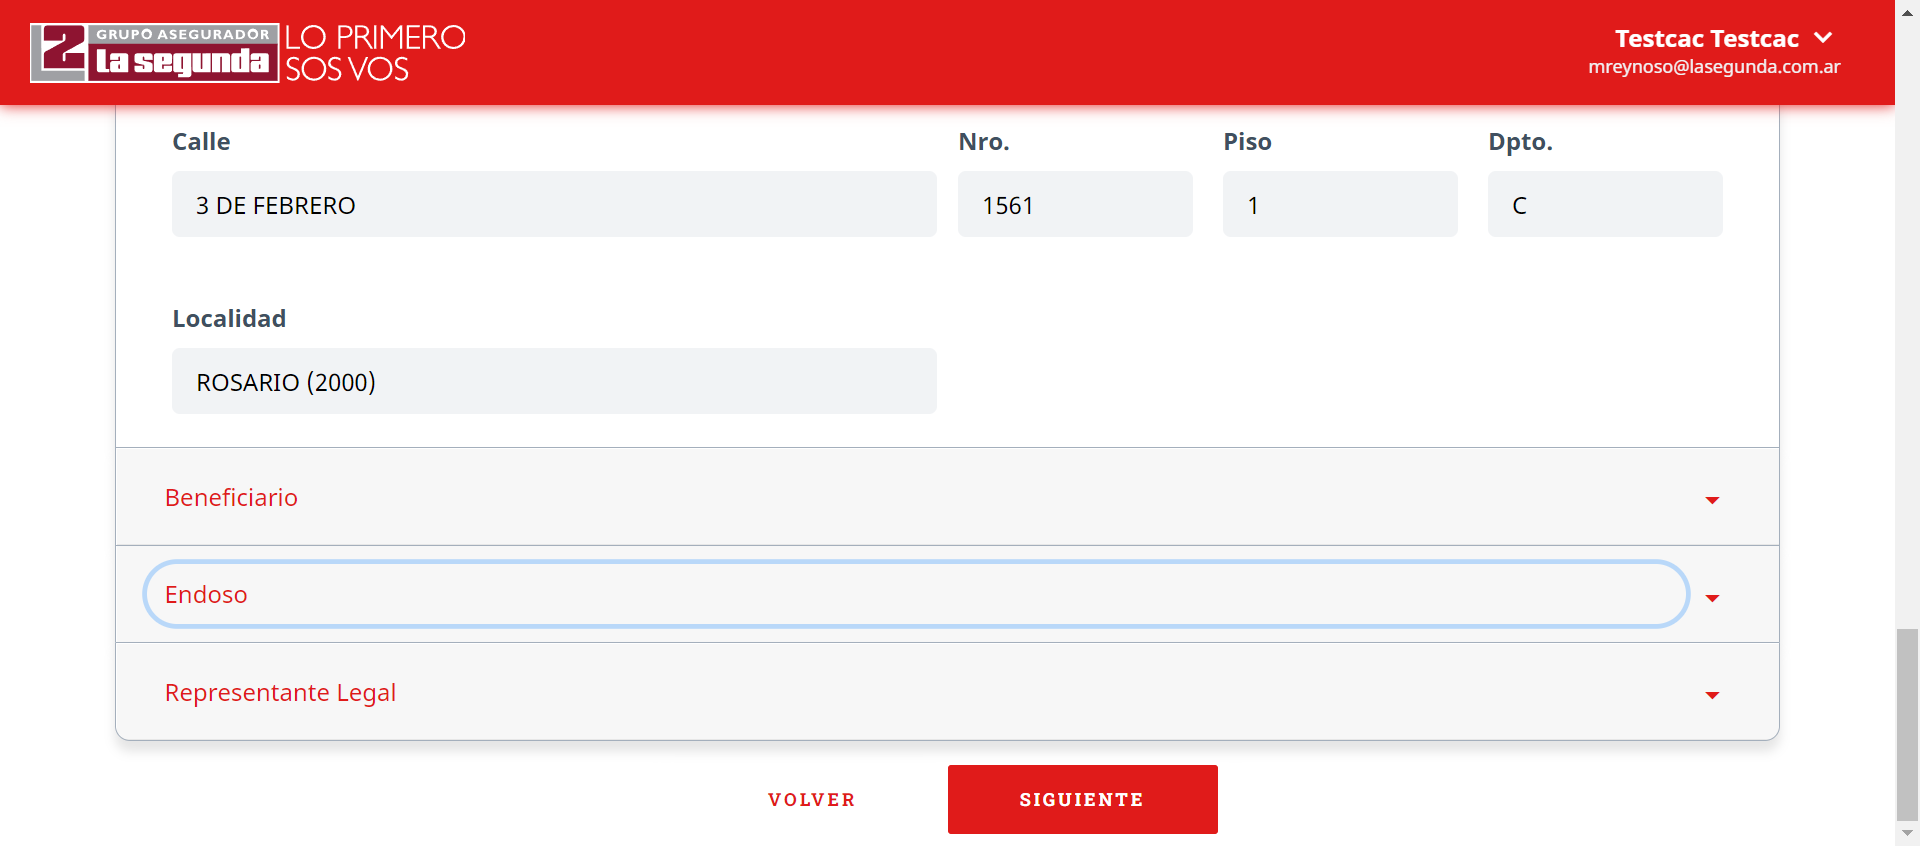 2 GRUPO ASEGURADOR
La segunda
LO PRIMERO
SOS VOS
Testcac Testcac
mreynoso@lasegunda.com.ar
Calle
Nro.
Piso
Dpto.
3 DE FEBRERO
1561
1
C
Localidad
ROSARIO (2000)
Beneficiario
Endoso
Representante Legal
VOLVER
SIGUIENTE